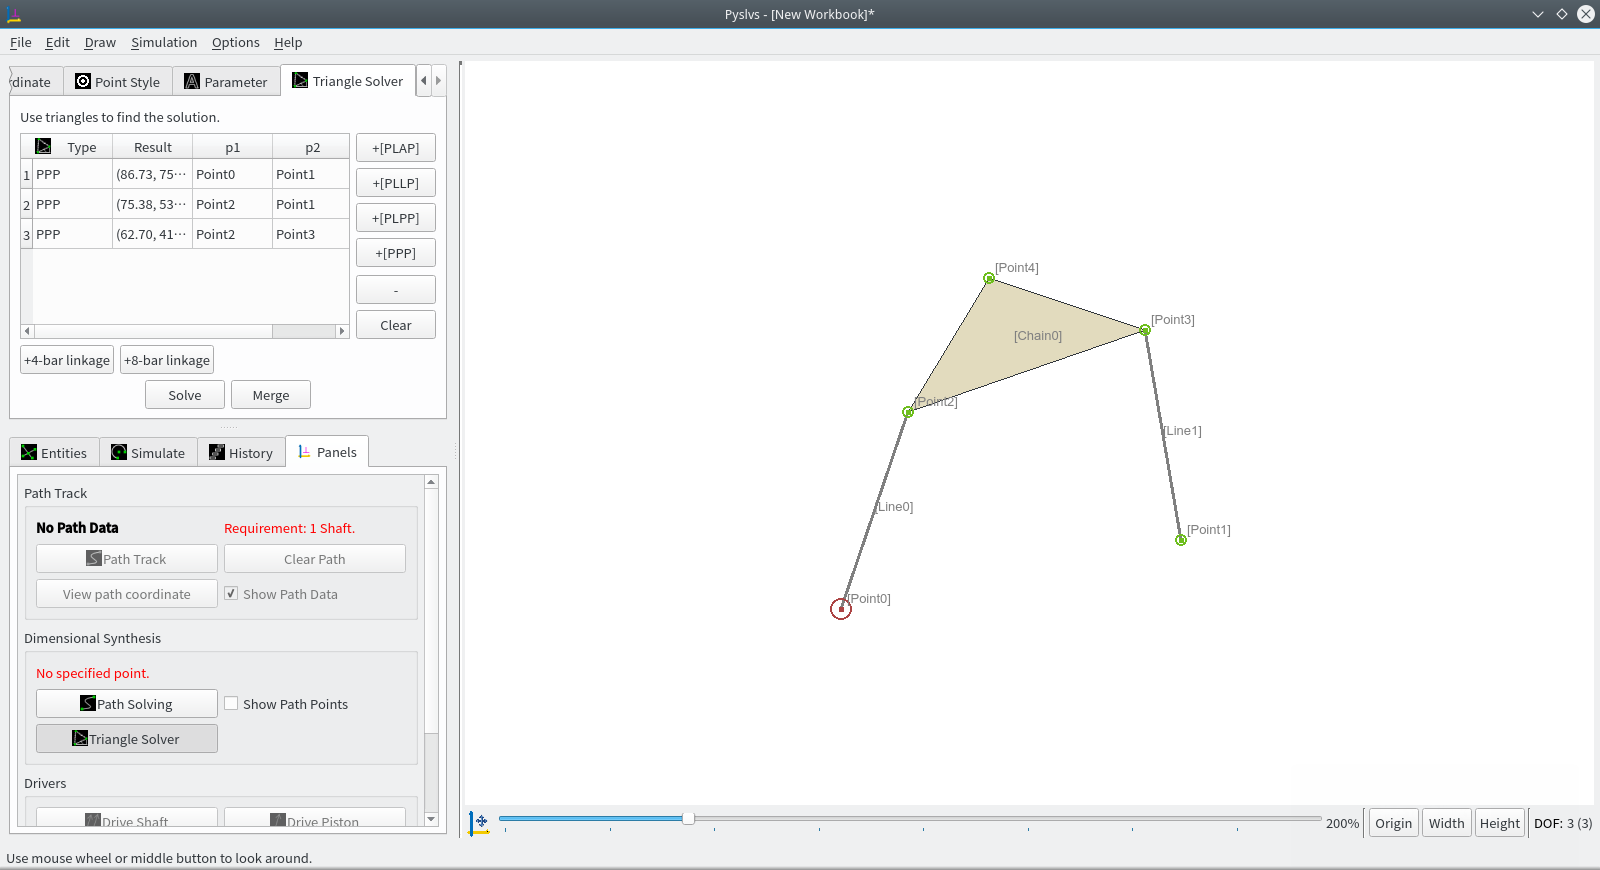 Pyslvs - [New Workbook]*
File Edit Draw Simulation Options Help
rdinate Point Style Parameter Triangle Solver
Use triangles to find the solution.
Type Result p1 p2
1 PPP (86.73, 75··· Point0 Point1
2 PPP (75.38, 53··· Point2 Point1
3 PPP (62.70, 41··· Point2 Point3
+[PLAP]
+[PLLP]
+[PLPP]
+[PPP]
-
Clear
+4-bar linkage +8-bar linkage
Solve Merge
Entities Simulate History Panels
Path Track
No Path Data Requirement: 1 Shaft.
Path Track Clear Path
View path coordinate Show Path Data
Dimensional Synthesis
No specified point.
Path Solving Show Path Points
Triangle Solver
Drivers
Drive Shaft Drive Piston
[Point4]
[Point3]
[Chain0]
[Point2]
[Line1]
[Line0]
[Point1]
[Point0]
200% Origin Width Height DOF: 3 (3)
Use mouse wheel or middle button to look around.